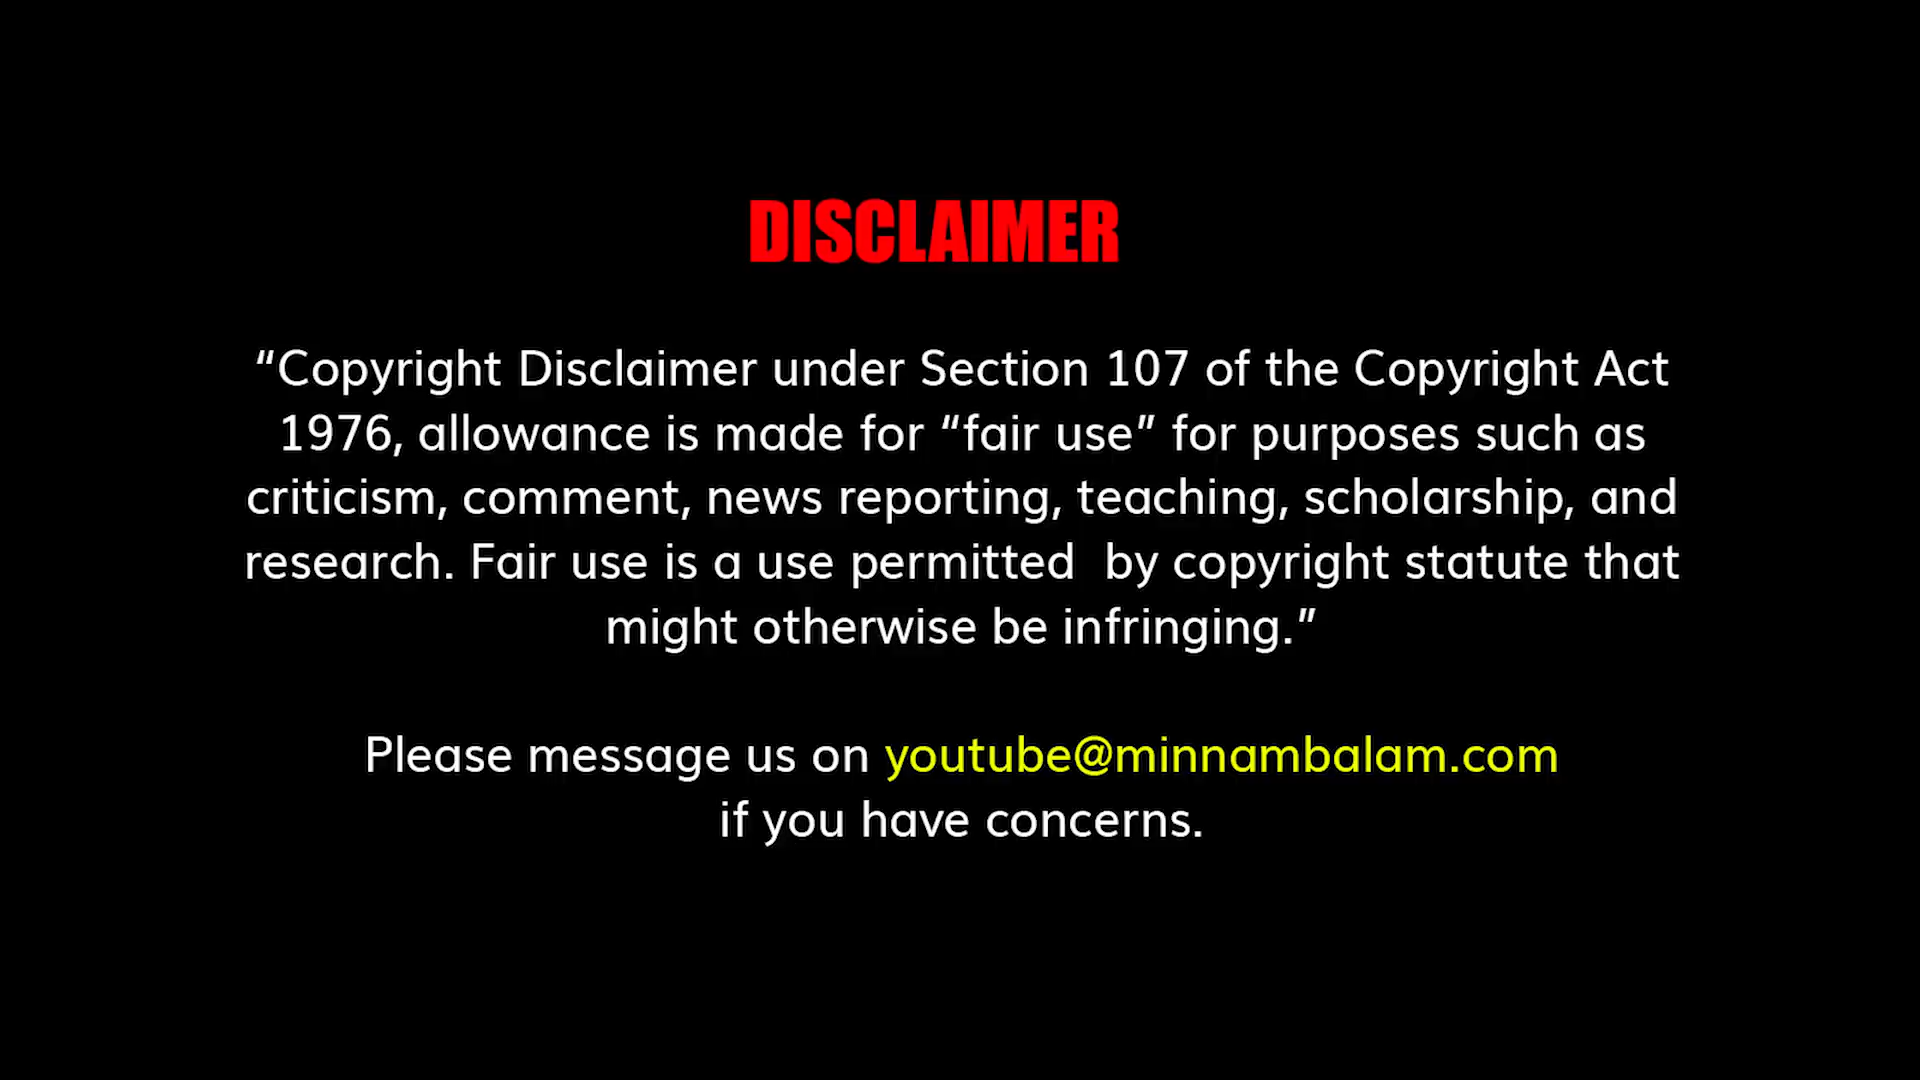 DISCLAIMER
“Copyright Disclaimer under Section 107 of the Copyright Act
1976, allowance is made for “fair use” for purposes such as
criticism, comment, news reporting, teaching, scholarship, and
research. Fair use is a use permitted  by copyright statute that
might otherwise be infringing.”
Please message us on youtube@minnambalam.com
if you have concerns.